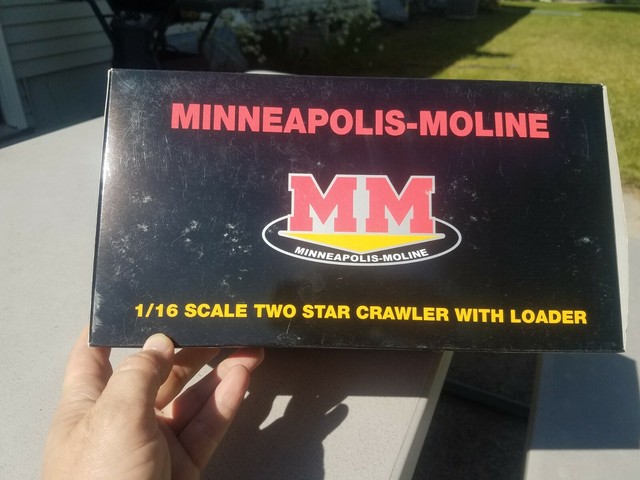 MINNEAPOLIS-MOLINE
MM
MINNEAPOLIS-MOLINE
1/16 SCALE TWO STAR CRAWLER WITH LOADER